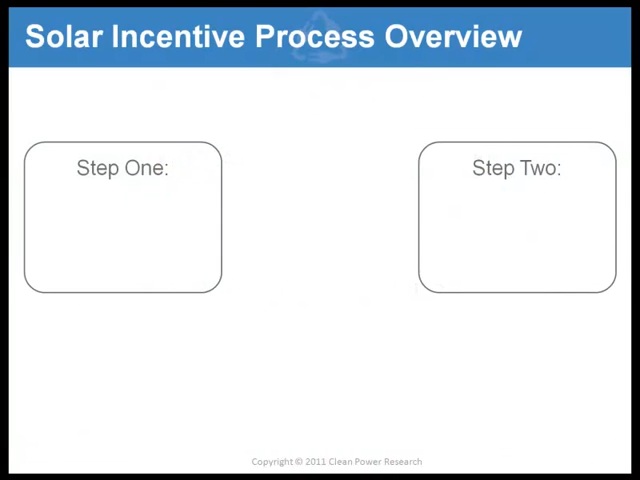 Solar Incentive Process Overview
Step One:
Step Two:
Copyright © 2011 Clean Power Research